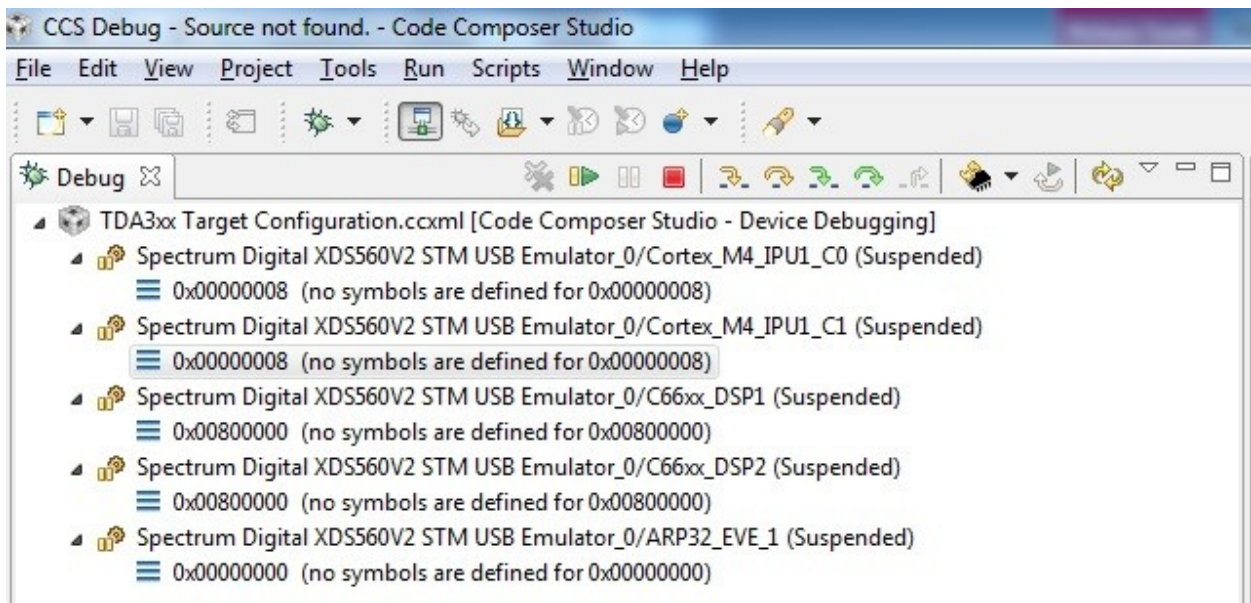 CCS Debug - Source not found. - Code Composer Studio
File Edit View Project Tools Run Scripts Window Help
Debug
TDA3xx Target Configuration.ccxml [Code Composer Studio - Device Debugging]
Spectrum Digital XDS560V2 STM USB Emulator_0/Cortex_M4_IPU1_C0 (Suspended)
0x00000008 (no symbols are defined for 0x00000008)
Spectrum Digital XDS560V2 STM USB Emulator_0/Cortex_M4_IPU1_C1 (Suspended)
0x00000008 (no symbols are defined for 0x00000008)
Spectrum Digital XDS560V2 STM USB Emulator_0/C66xx_DSP1 (Suspended)
0x00800000 (no symbols are defined for 0x00800000)
Spectrum Digital XDS560V2 STM USB Emulator_0/C66xx_DSP2 (Suspended)
0x00800000 (no symbols are defined for 0x00800000)
Spectrum Digital XDS560V2 STM USB Emulator_0/ARP32_EVE_1 (Suspended)
0x00000000 (no symbols are defined for 0x00000000)